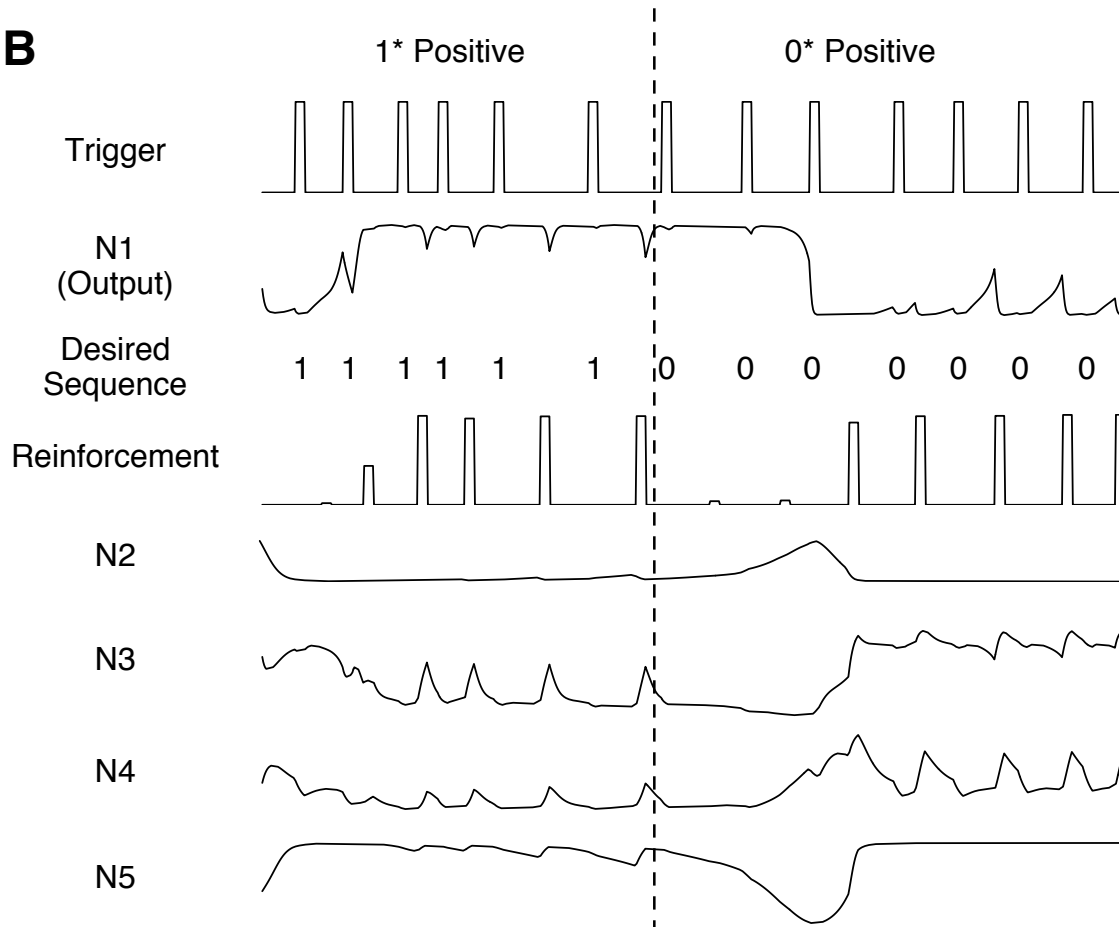 B
1* Positive 0* Positive
Trigger
N1
(Output)
Desired
Sequence
1 1 1 1 1 1 0 0 0 0 0 0 0
Reinforcement
N2
N3
N4
N5